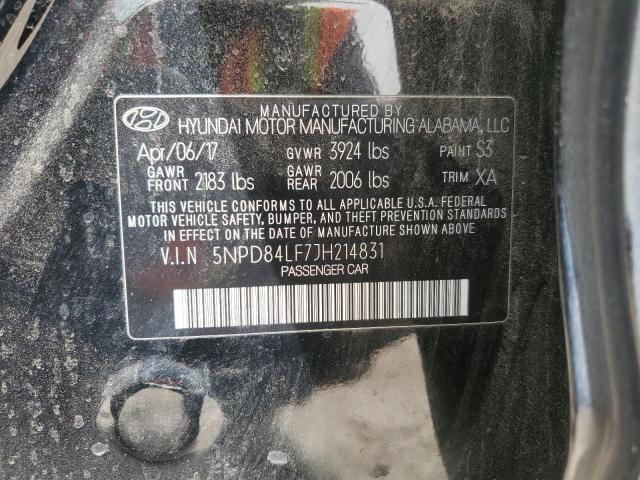 MANUFACTURED BY
HYUNDAI MOTOR MANUFACTURING ALABAMA, LLC
Apr/06/17 GVWR 3924 lbs PAINT S3
GAWR FRONT 2183 lbs GAWR REAR 2006 lbs TRIM XA
THIS VEHICLE CONFORMS TO ALL APPLICABLE U.S.A. FEDERAL
MOTOR VEHICLE SAFETY, BUMPER, AND THEFT PREVENTION STANDARDS
IN EFFECT ON THE DATE OF MANUFACTURE SHOWN ABOVE.
V.I.N 5NPD84LF7JH214831
PASSENGER CAR